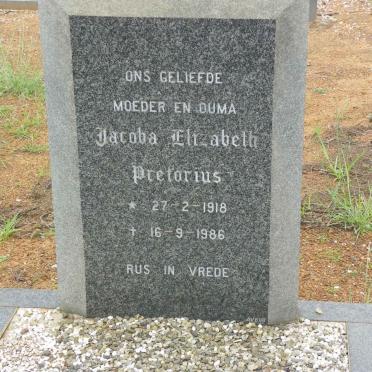 ONS GELIEFDE
MOEDER EN OUMA
Jacoba Elizabeth
Pretorius
* 27-2-1918
† 16-9-1986
RUS IN VREDE